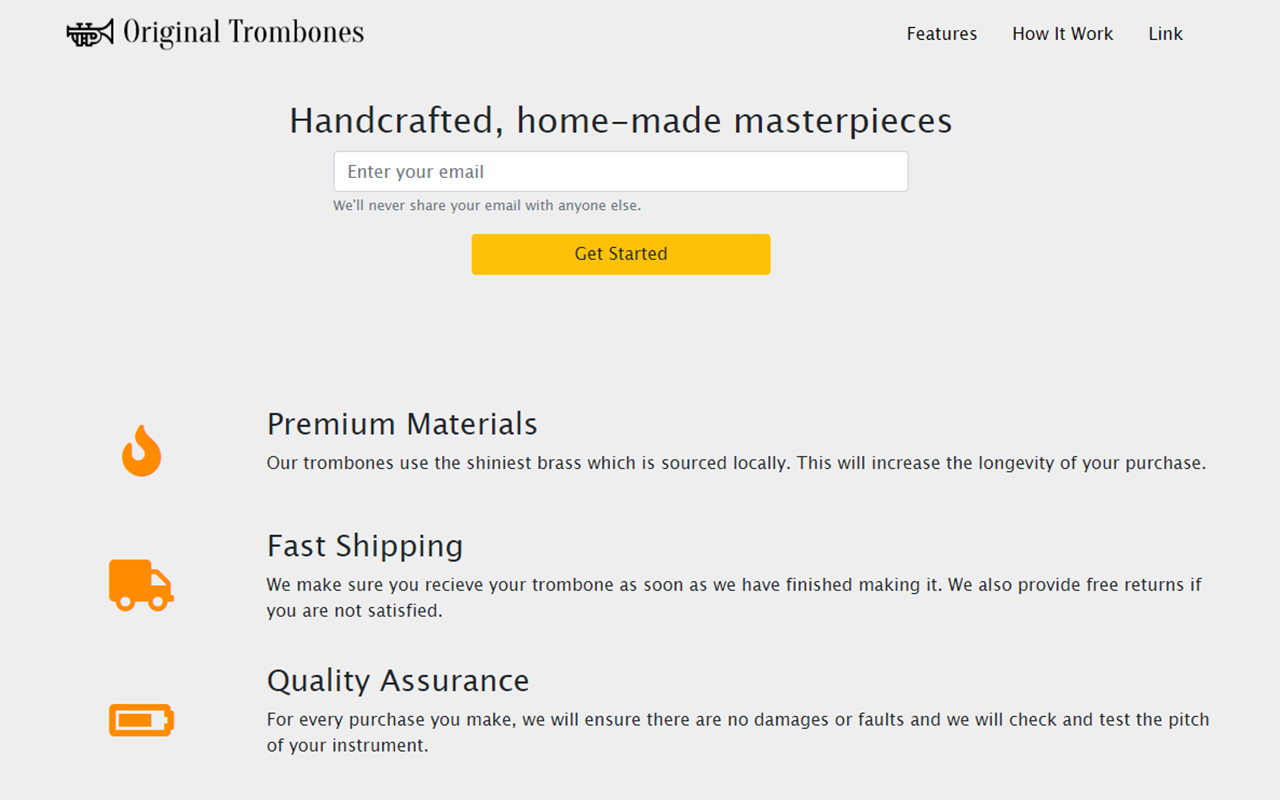 Original Trombones
Features
How It Work
Link
Handcrafted, home-made masterpieces
Enter your email
We'll never share your email with anyone else.
Get Started
Premium Materials
Our trombones use the shiniest brass which is sourced locally. This will increase the longevity of your purchase.
Fast Shipping
We make sure you recieve your trombone as soon as we have finished making it. We also provide free returns if
you are not satisfied.
Quality Assurance
For every purchase you make, we will ensure there are no damages or faults and we will check and test the pitch
of your instrument.